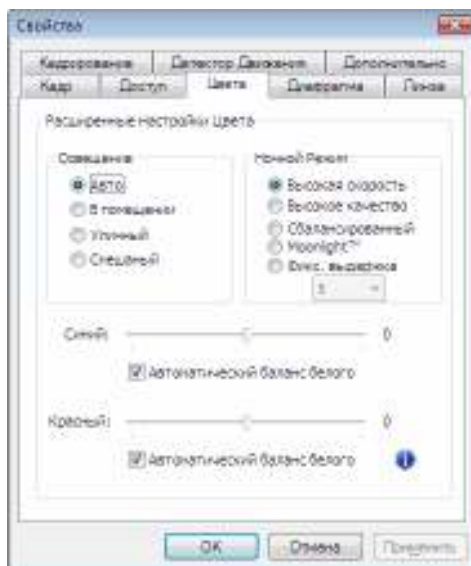 Свойства
Кадрирование Детектор Движения Дополнительно
Кадр Доступ Цвета Диафрагма Линза
Расширенные Настройки Цвета
Освещение
Авто
В помещении
Уличный
Смешаный
Ночной Режим
Высокая скорость
Высокое качество
Сбалансированный
Moonlight™
Фикс. выдержка
Синий: 0
Автоматический баланс белого
Красный: 0
Автоматический баланс белого
OK Отмена Применить